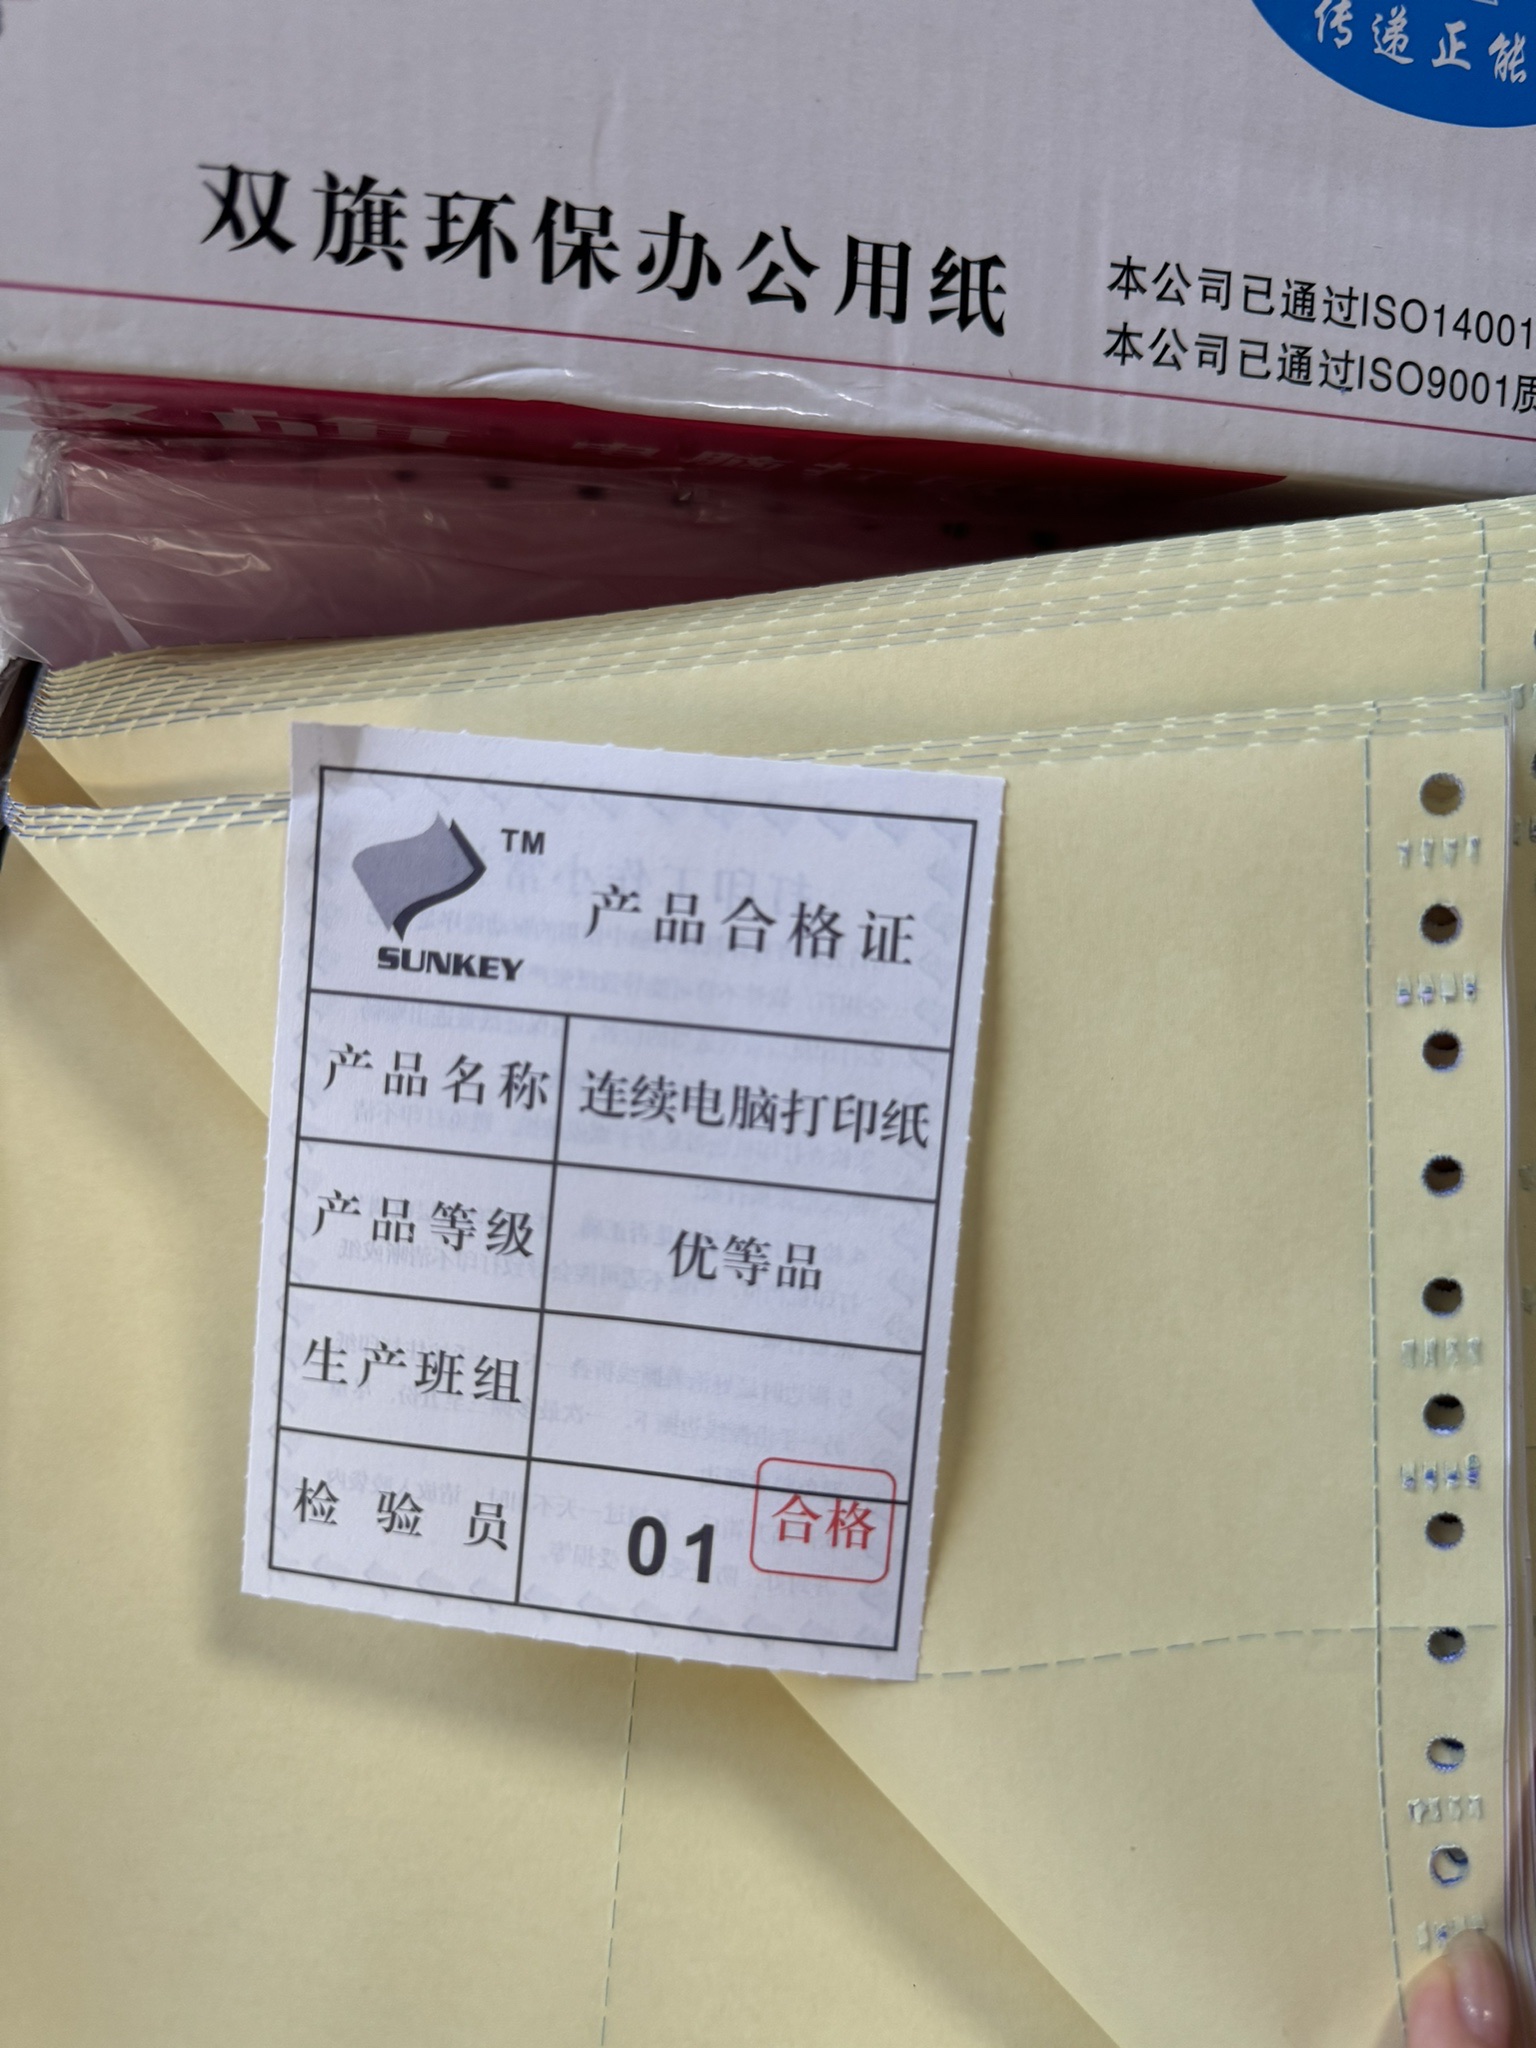 传递正能
双旗环保办公用纸
本公司已通过ISO14001
本公司已通过ISO9001质
TM
SUNKEY
产品合格证
产品名称 连续电脑打印纸
产品等级 优等品
生产班组
检验员 01 合格